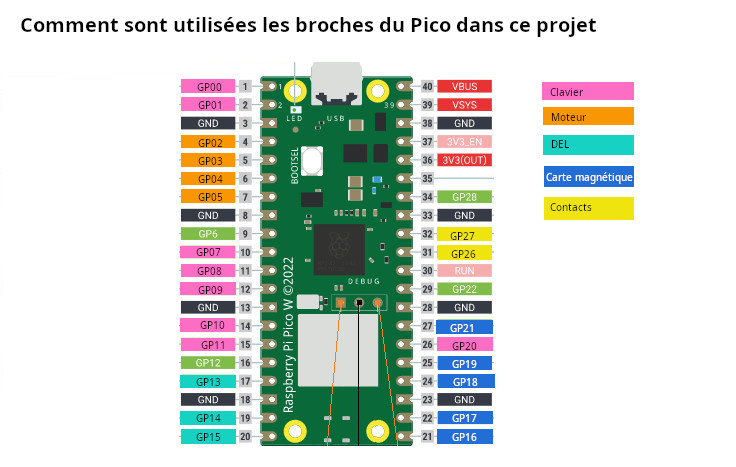 Comment sont utilisées les broches du Pico dans ce projet
GP00 1 1 40 VBUS
GP01 2 2 39 39 VSYS
LED USB
GND 3 38 GND
GP02 4 37 3V3_EN
GP03 5 36 3V3(OUT)
BOOTSEL
GP04 6 35
GP05 7 34 GP28
GND 8 33 GND
GP6 9 32 GP27
GP07 10 31 GP26
GP08 11 30 RUN
DEBUG
GP09 12 29 GP22
GND 13 28 GND
GP10 14 27 GP21
GP11 15 26 GP20
GP12 16 25 GP19
GP13 17 24 GP18
GND 18 23 GND
GP14 19 22 GP17
GP15 20 21 GP16
Raspberry Pi Pico W ©2022
Clavier
Moteur
DEL
Carte magnétique
Contacts